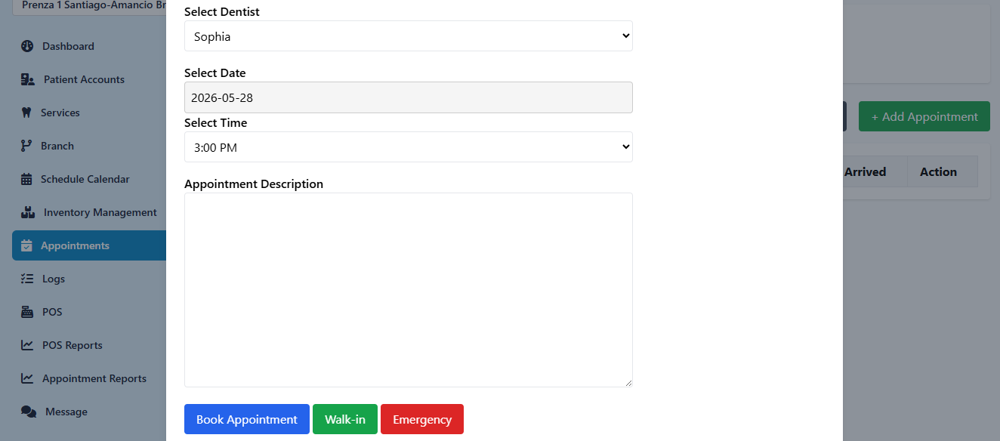 Prenza 1 Santiago-Amancio Br
Dashboard
Patient Accounts
Services
Branch
Schedule Calendar
Inventory Management
Appointments
Logs
POS
POS Reports
Appointment Reports
Message
Select Dentist
Sophia
Select Date
2026-05-28
Select Time
3:00 PM
Appointment Description
Book Appointment
Walk-in
Emergency
+ Add Appointment
Arrived
Action